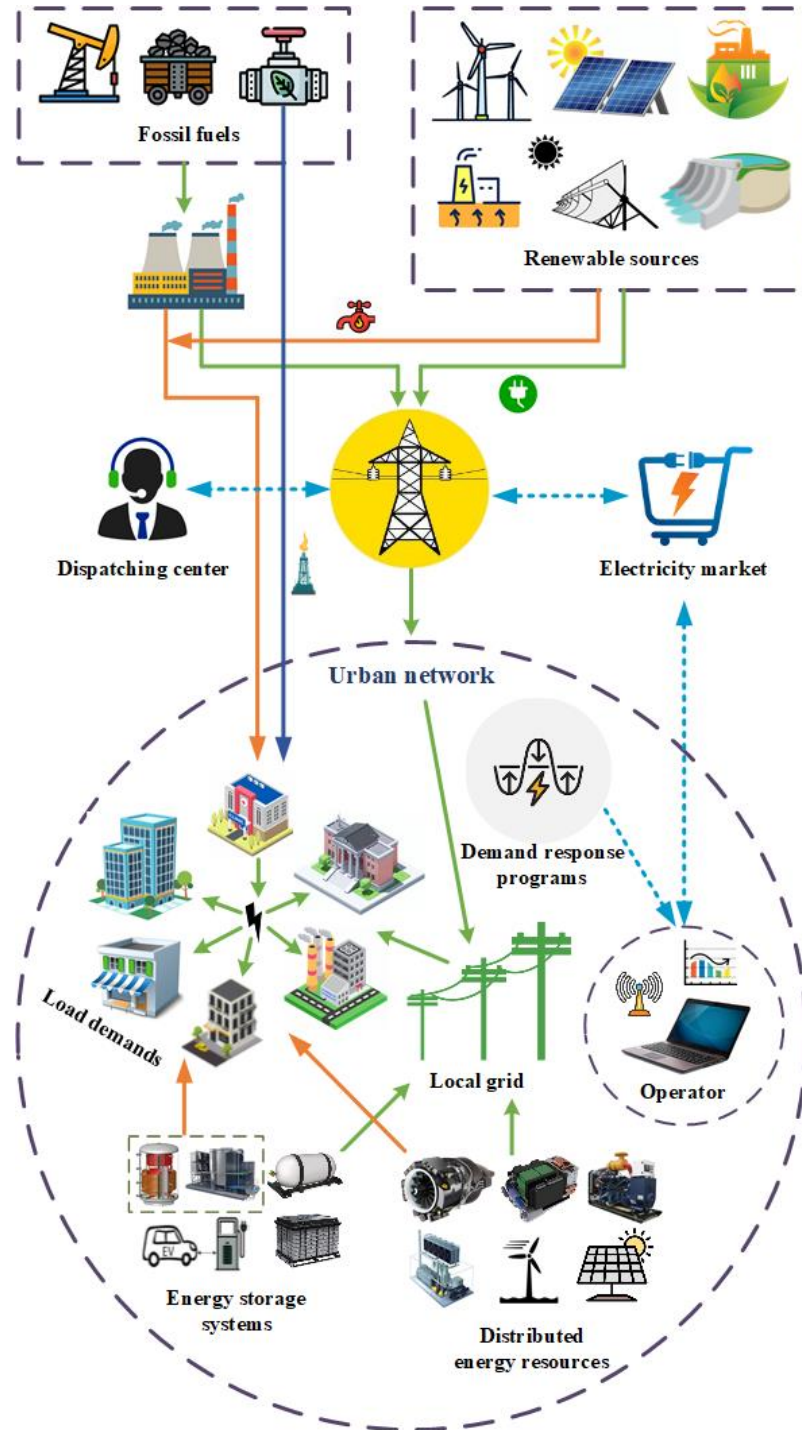 Fossil fuels
Renewable sources
Dispatching center
Electricity market
Urban network
Demand response
programs
Load demands
Local grid
Operator
EV
Energy storage
systems
Distributed
energy resources